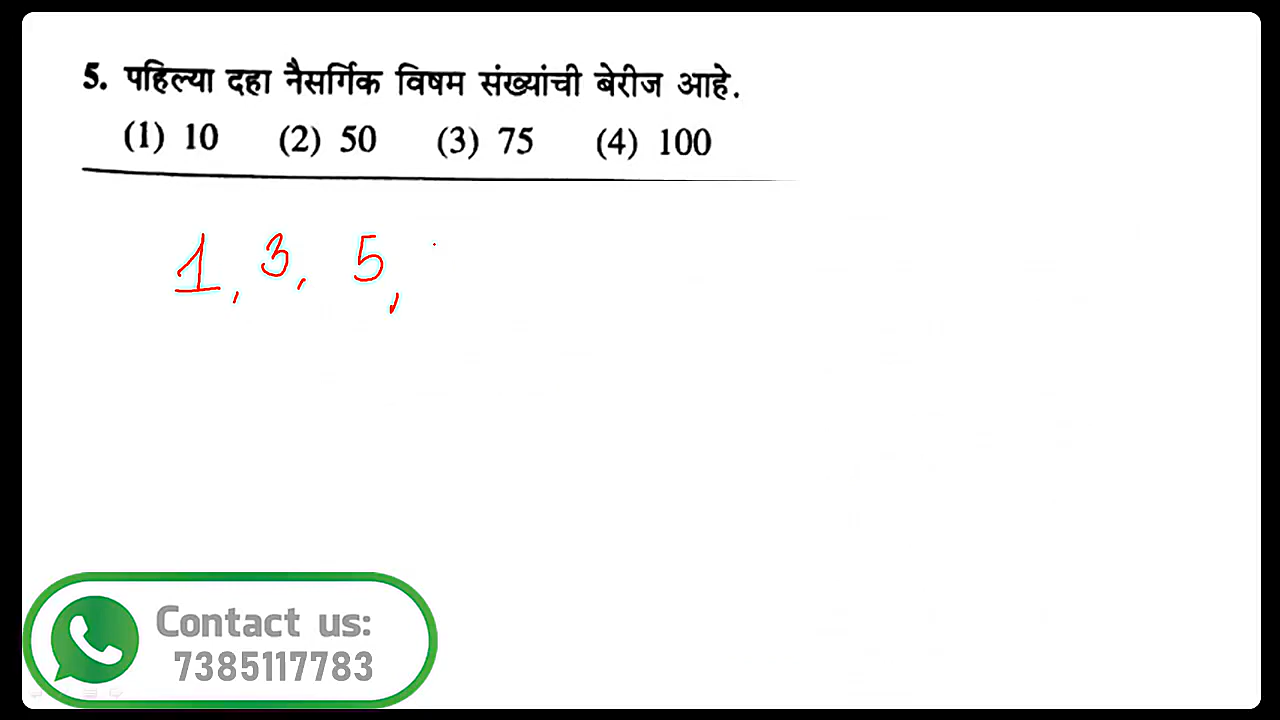 5. पहिल्या दहा नैसर्गिक विषम संख्यांची बेरीज आहे.
(1) 10 (2) 50 (3) 75 (4) 100
1, 3, 5,
Contact us:
7385117783